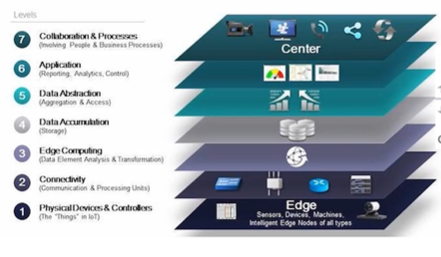 Levels
7
Collaboration & Processes
(Involving People & Business Processes)
6
Application
(Reporting, Analytics, Control)
5
Data Abstraction
(Aggregation & Access)
4
Data Accumulation
(Storage)
3
Edge Computing
(Data Element Analysis & Transformation)
2
Connectivity
(Communication & Processing Units)
1
Physical Devices & Controllers
(The "Things" in IoT)
Center
Edge
Sensors, Devices, Machines,
Intelligent Edge Nodes of all types